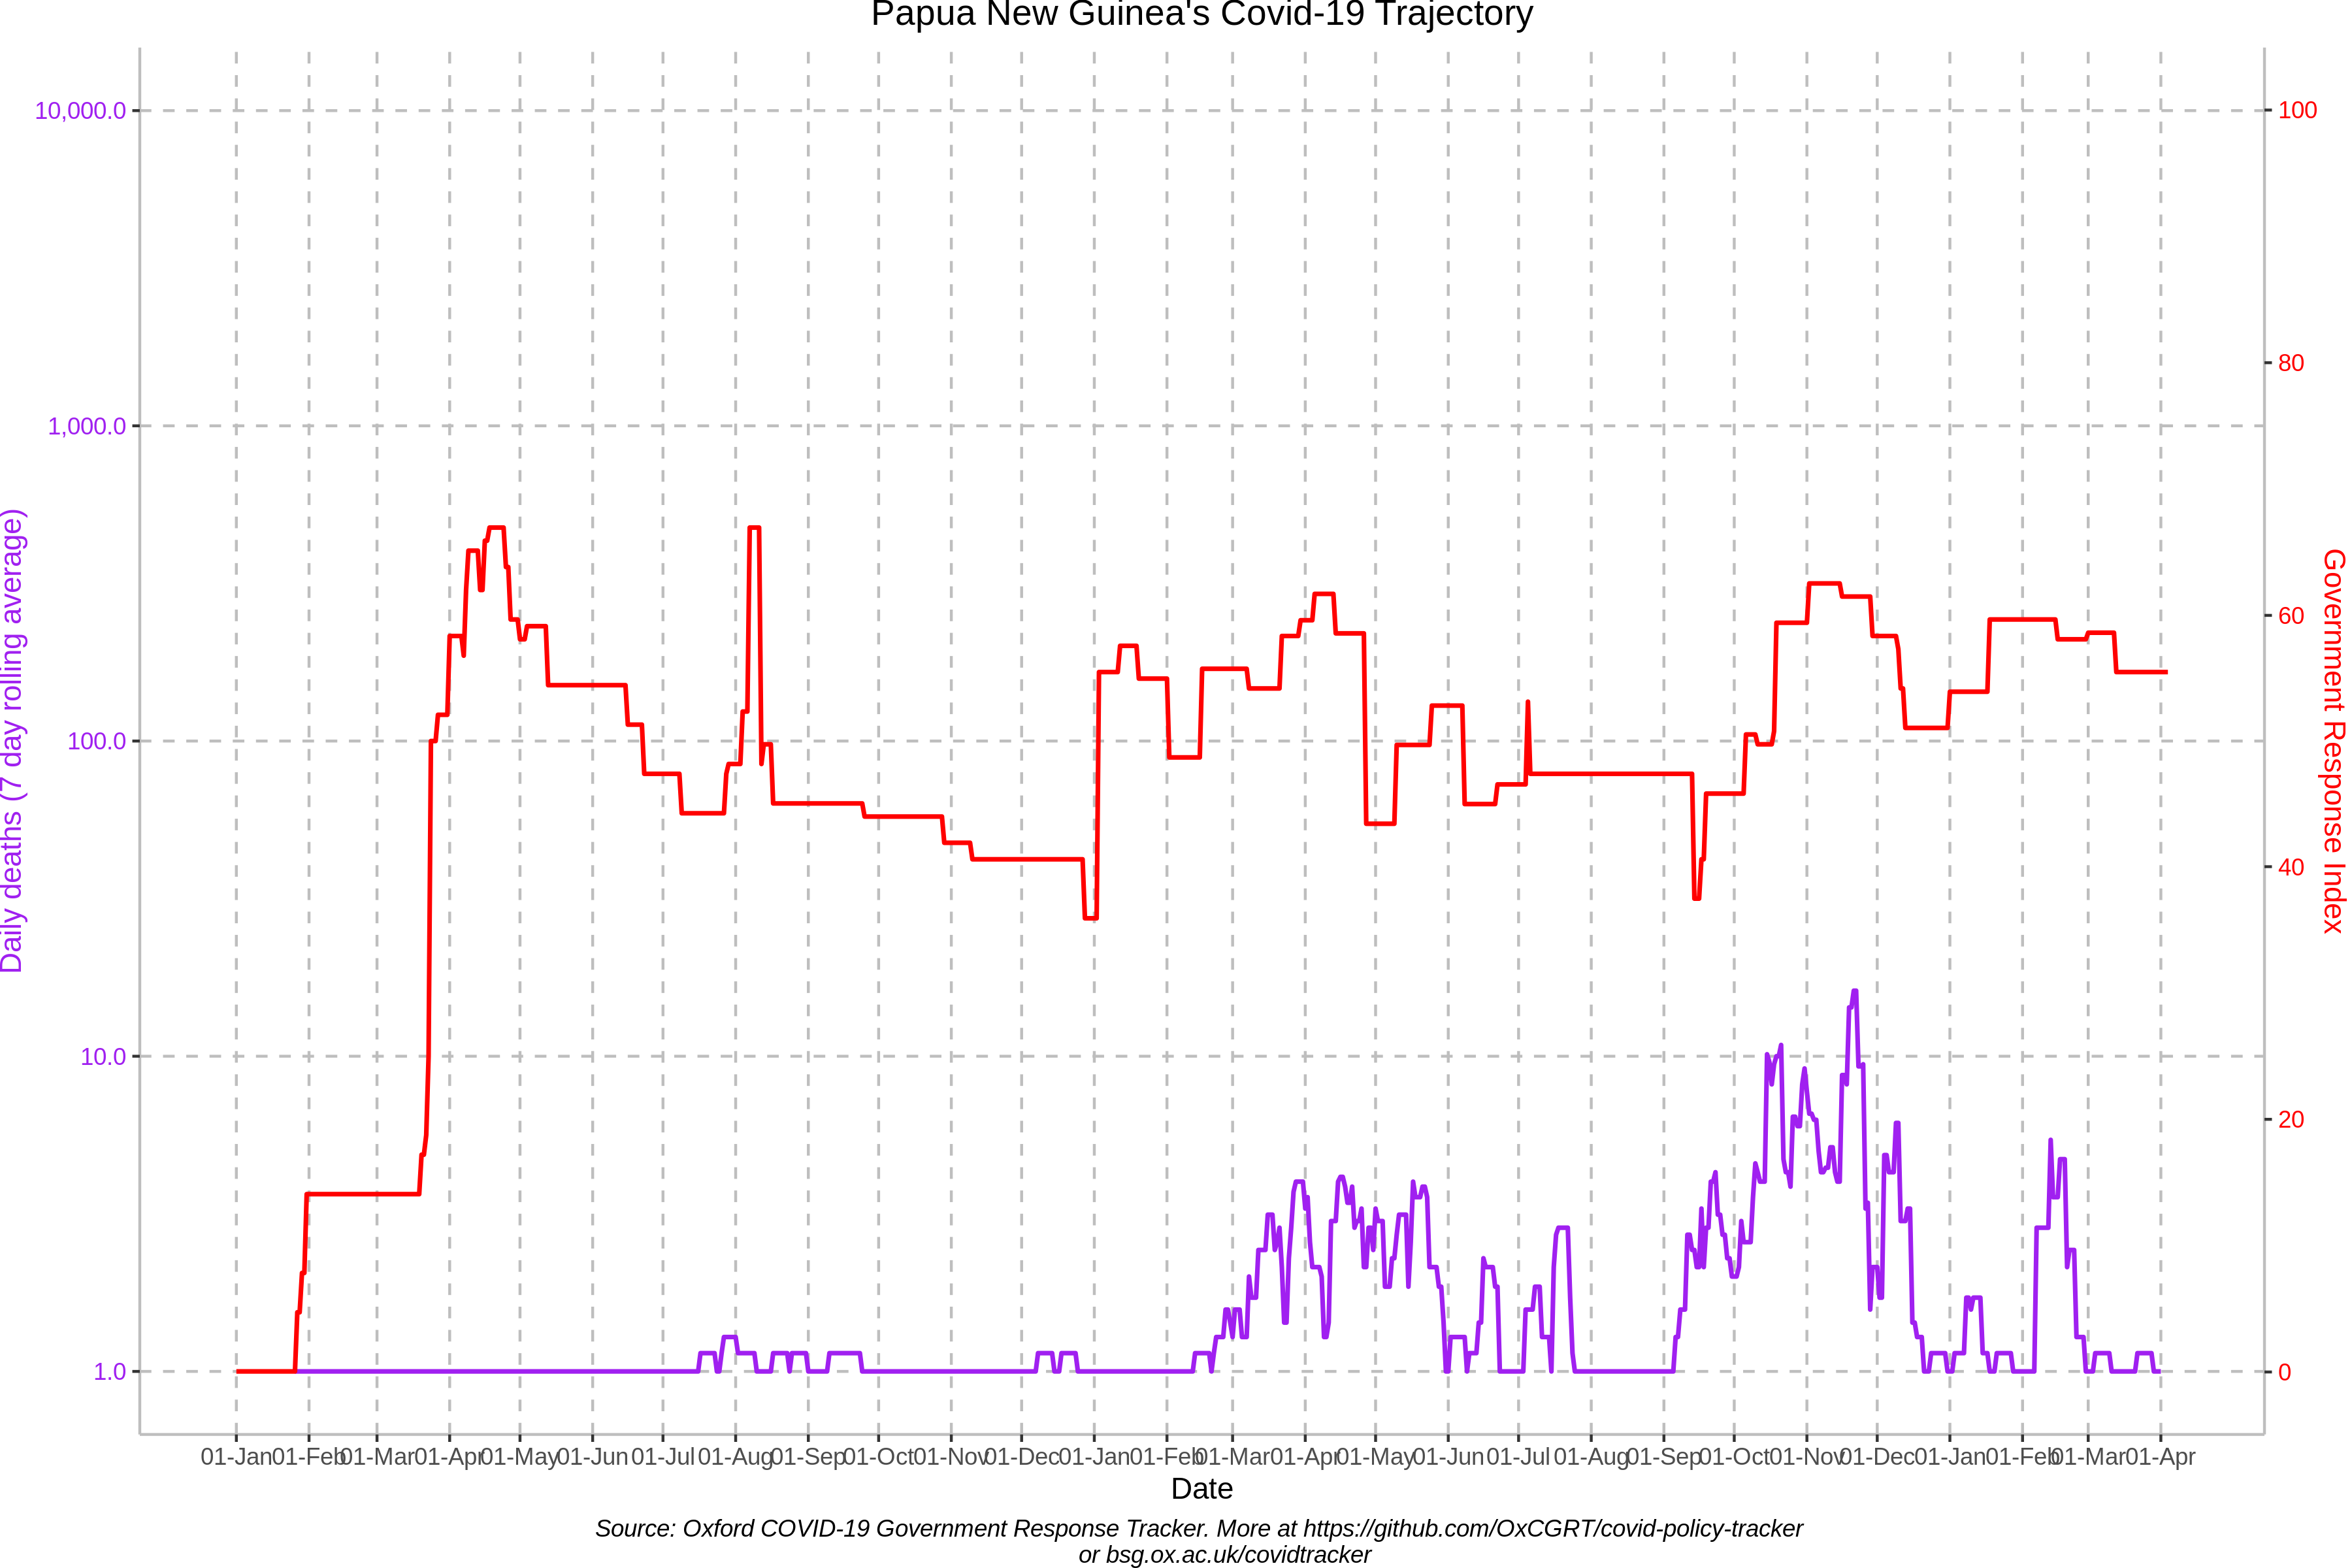 Papua New Guinea's Covid-19 Trajectory
10,000.0
1,000.0
100.0
10.0
1.0
Daily deaths (7 day rolling average)
100
80
60
40
20
0
Government Response Index
01-Jan 01-Feb 01-Mar 01-Apr 01-May 01-Jun 01-Jul 01-Aug 01-Sep 01-Oct 01-Nov 01-Dec 01-Jan 01-Feb 01-Mar 01-Apr 01-May 01-Jun 01-Jul 01-Aug 01-Sep 01-Oct 01-Nov 01-Dec 01-Jan 01-Feb 01-Mar 01-Apr
Date
Source: Oxford COVID-19 Government Response Tracker. More at https://github.com/OxCGRT/covid-policy-tracker
or bsg.ox.ac.uk/covidtracker